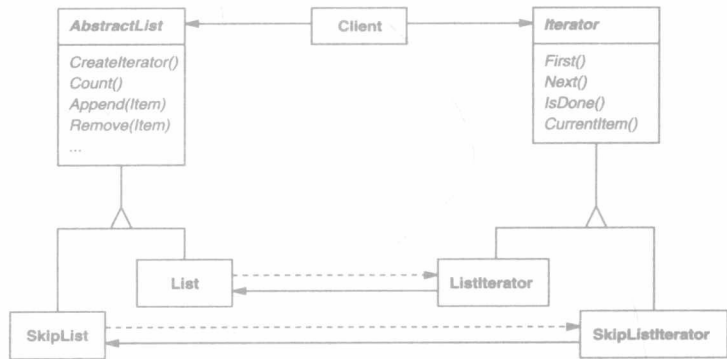 AbstractList
CreateIterator()
Count()
Append(Item)
Remove(Item)
...
Client
Iterator
First()
Next()
IsDone()
CurrentItem()
List
ListIterator
SkipList
SkipListIterator